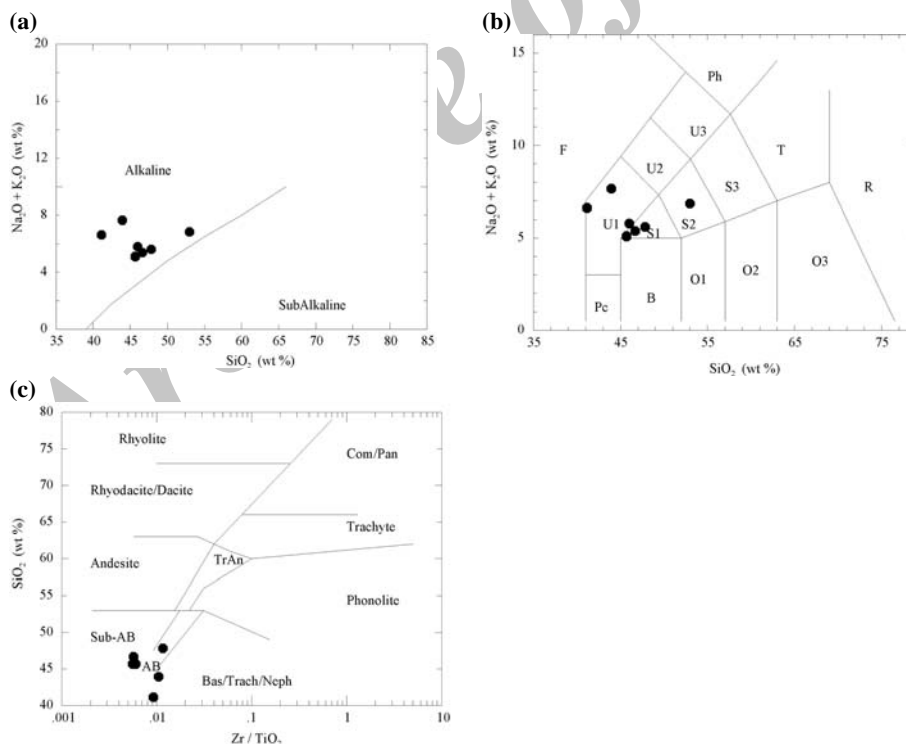 (a)
20
16
12
8
4
0
Na₂O + K₂O (wt %)
Alkaline
SubAlkaline
35 40 45 50 55 60 65 70 75 80 85
SiO₂ (wt %)
(b)
15
10
5
0
Na₂O + K₂O (wt %)
Ph
U3
F
T
U2
R
S3
U1
S2
S1
O3
O2
O1
B
Pc
35 45 55 65 75
SiO₂ (wt %)
(c)
80
75
70
65
60
55
50
45
40
SiO₂ (wt %)
Rhyolite
Com/Pan
Rhyodacite/Dacite
Trachyte
TrAn
Andesite
Phonolite
Sub-AB
AB
Bas/Trach/Neph
.001 .01 .1 1 10
Zr / TiO₂